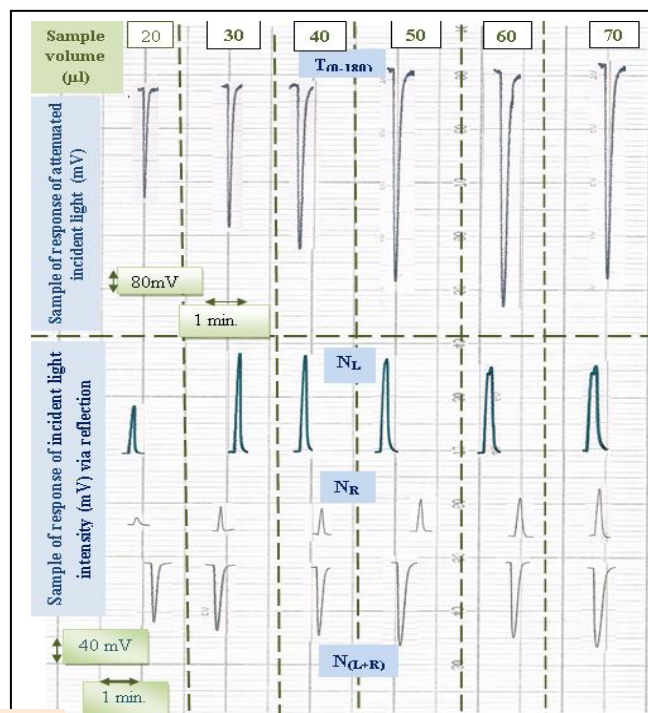 Sample volume (µl)
20
30
40
50
60
70
T(0-180)
Sample of response of attenuated
incident light (mV)
80mV
1 min.
NL
Sample of response of incident light
intensity (mV) via reflection
NR
40 mV
N(L+R)
1 min.